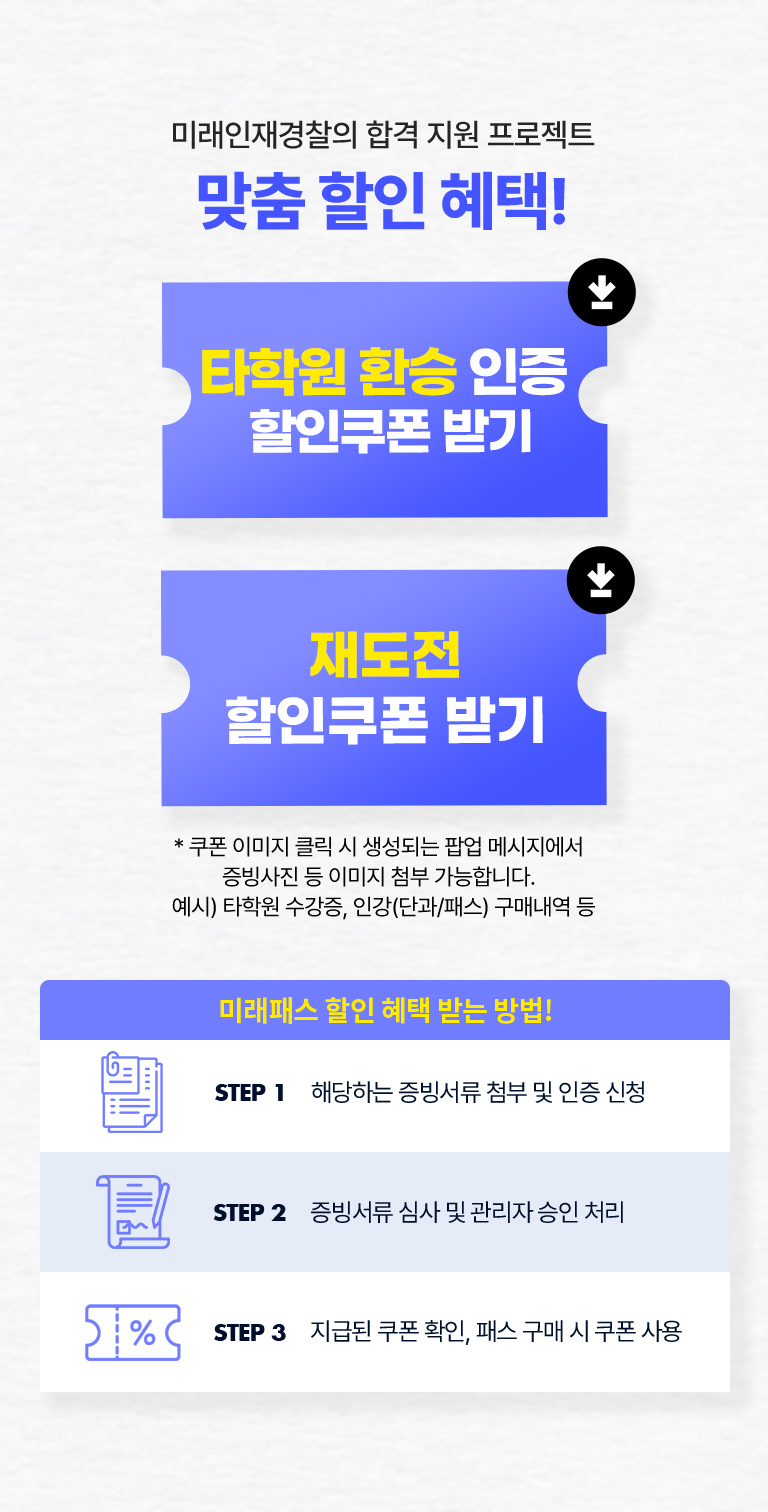 미래인재경찰의 합격 지원 프로젝트
맞춤 할인 혜택!
타학원 환승 인증
할인쿠폰 받기
재도전
할인쿠폰 받기
* 쿠폰 이미지 클릭 시 생성되는 팝업 메시지에서
증빙사진 등 이미지 첨부 가능합니다.
예시) 타학원 수강증, 인강(단과/패스) 구매내역 등
미래패스 할인 혜택 받는 방법!
STEP 1 해당하는 증빙서류 첨부 및 인증 신청
STEP 2 증빙서류 심사 및 관리자 승인 처리
%
STEP 3 지급된 쿠폰 확인, 패스 구매 시 쿠폰 사용